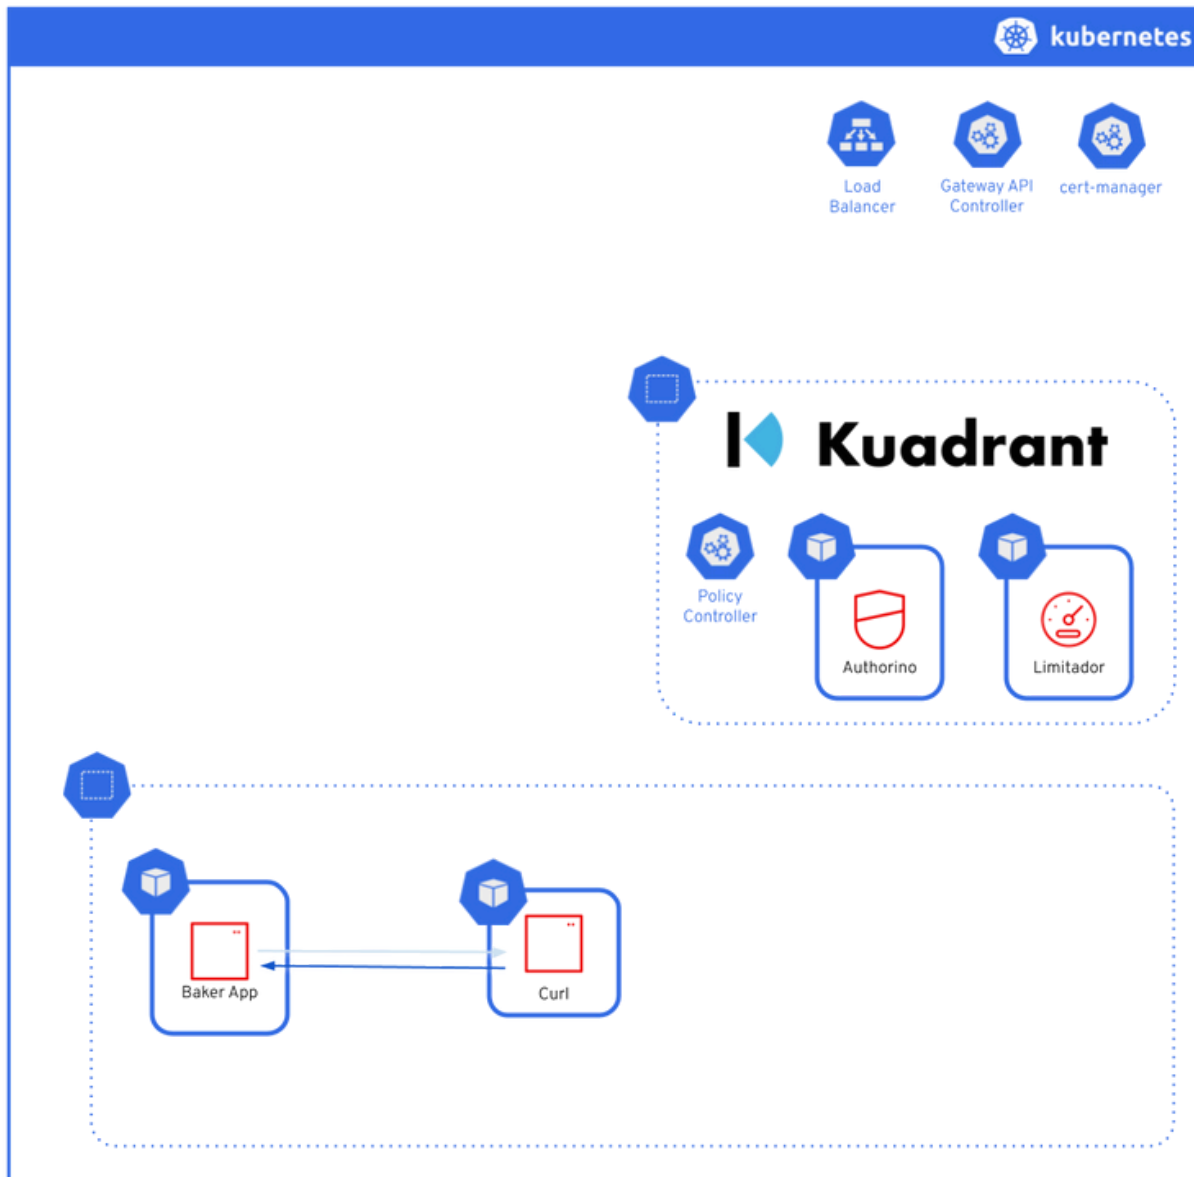 kubernetes
Load
Balancer
Gateway API
Controller
cert-manager
Kuadrant
Policy
Controller
Authorino
Limitador
Baker App
Curl